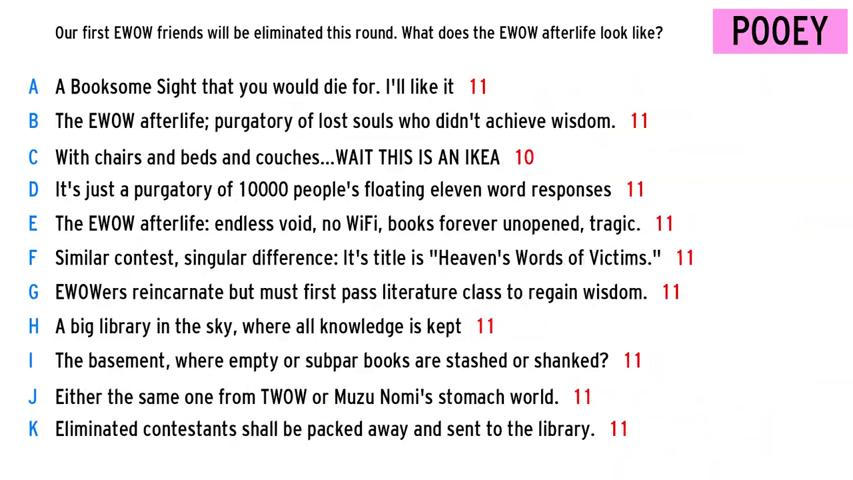 Our first EWOW friends will be eliminated this round. What does the EWOW afterlife look like?
POOEY
A A Booksome Sight that you would die for. I'll like it 11
B The EWOW afterlife; purgatory of lost souls who didn't achieve wisdom. 11
C With chairs and beds and couches...WAIT THIS IS AN IKEA 10
D It's just a purgatory of 10000 people's floating eleven word responses 11
E The EWOW afterlife: endless void, no WiFi, books forever unopened, tragic. 11
F Similar contest, singular difference: It's title is "Heaven's Words of Victims." 11
G EWOWers reincarnate but must first pass literature class to regain wisdom. 11
H A big library in the sky, where all knowledge is kept 11
I The basement, where empty or subpar books are stashed or shanked? 11
J Either the same one from TWOW or Muzu Nomi's stomach world. 11
K Eliminated contestants shall be packed away and sent to the library. 11